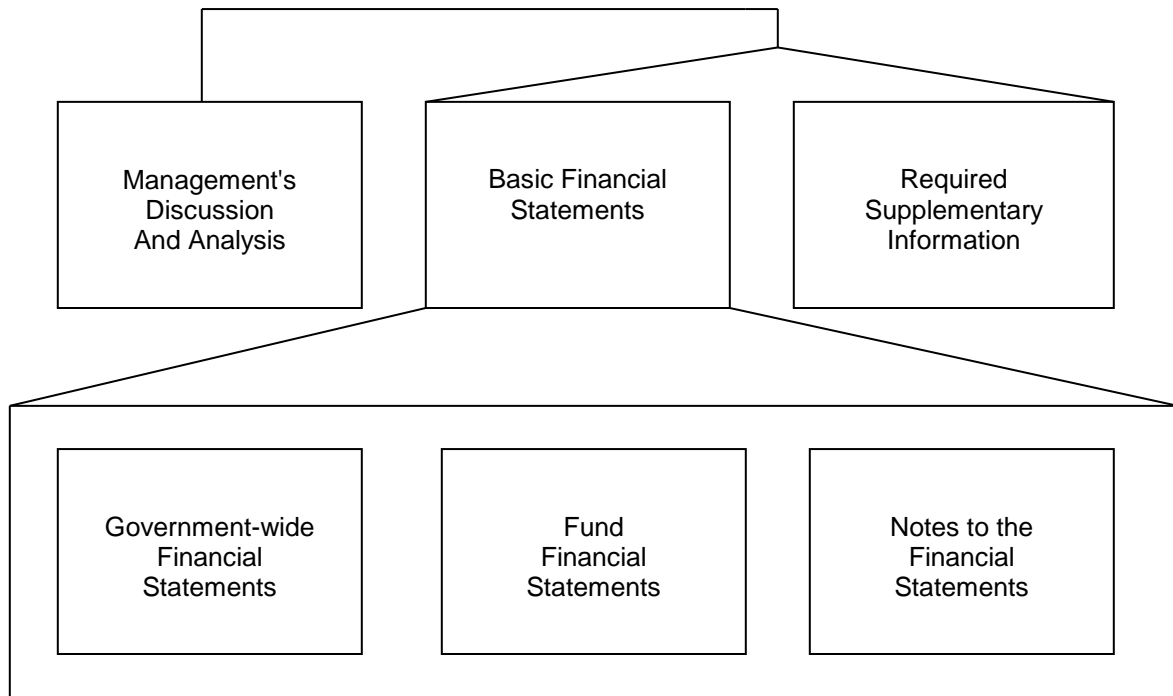 Management's
Discussion
And Analysis
Basic Financial
Statements
Required
Supplementary
Information
Government-wide
Financial
Statements
Fund
Financial
Statements
Notes to the
Financial
Statements